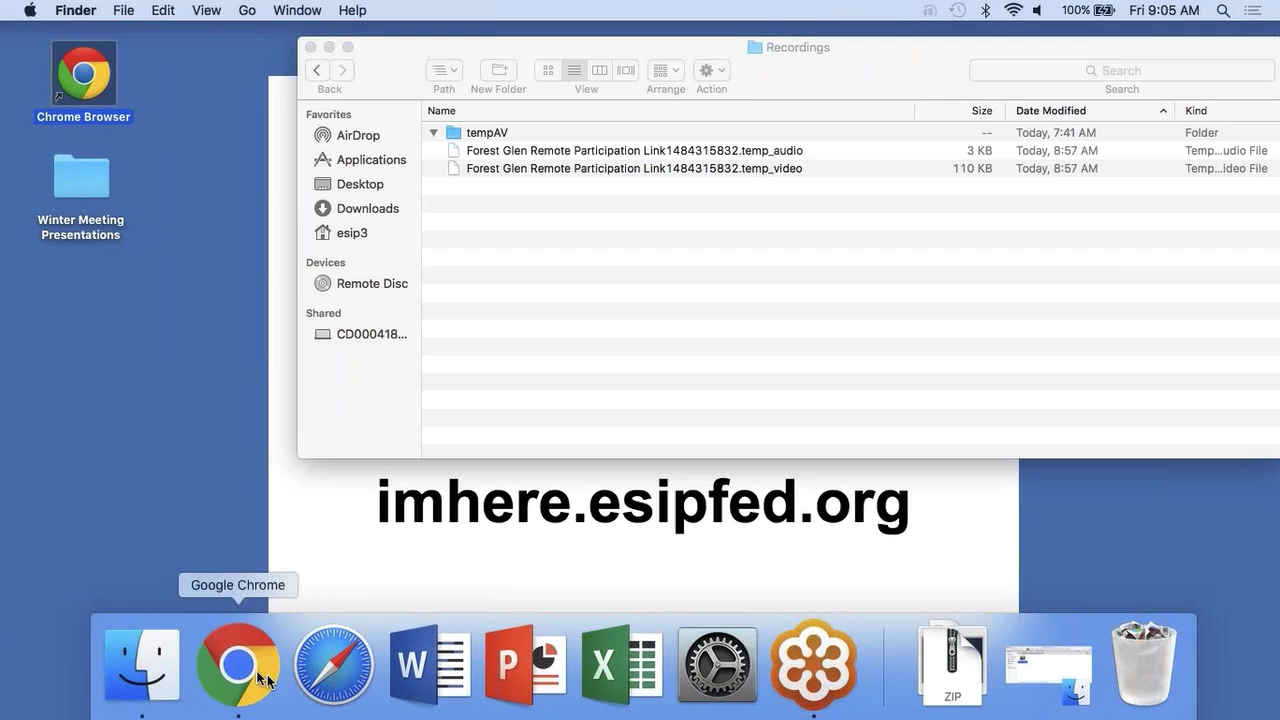 Finder File Edit View Go Window Help 100% Fri 9:05 AM
Chrome Browser
Winter Meeting
Presentations
Recordings
Back Path New Folder View Arrange Action Search
Search
Name Size Date Modified Kind
tempAV -- Today, 7:41 AM Folder
Forest Glen Remote Participation Link1484315832.temp_audio 3 KB Today, 8:57 AM Temp...udio File
Forest Glen Remote Participation Link1484315832.temp_video 110 KB Today, 8:57 AM Temp...ideo File
Favorites
AirDrop
Applications
Desktop
Downloads
esip3
Devices
Remote Disc
Shared
CD000418...
imhere.esipfed.org
Google Chrome
W
P
X
ZIP